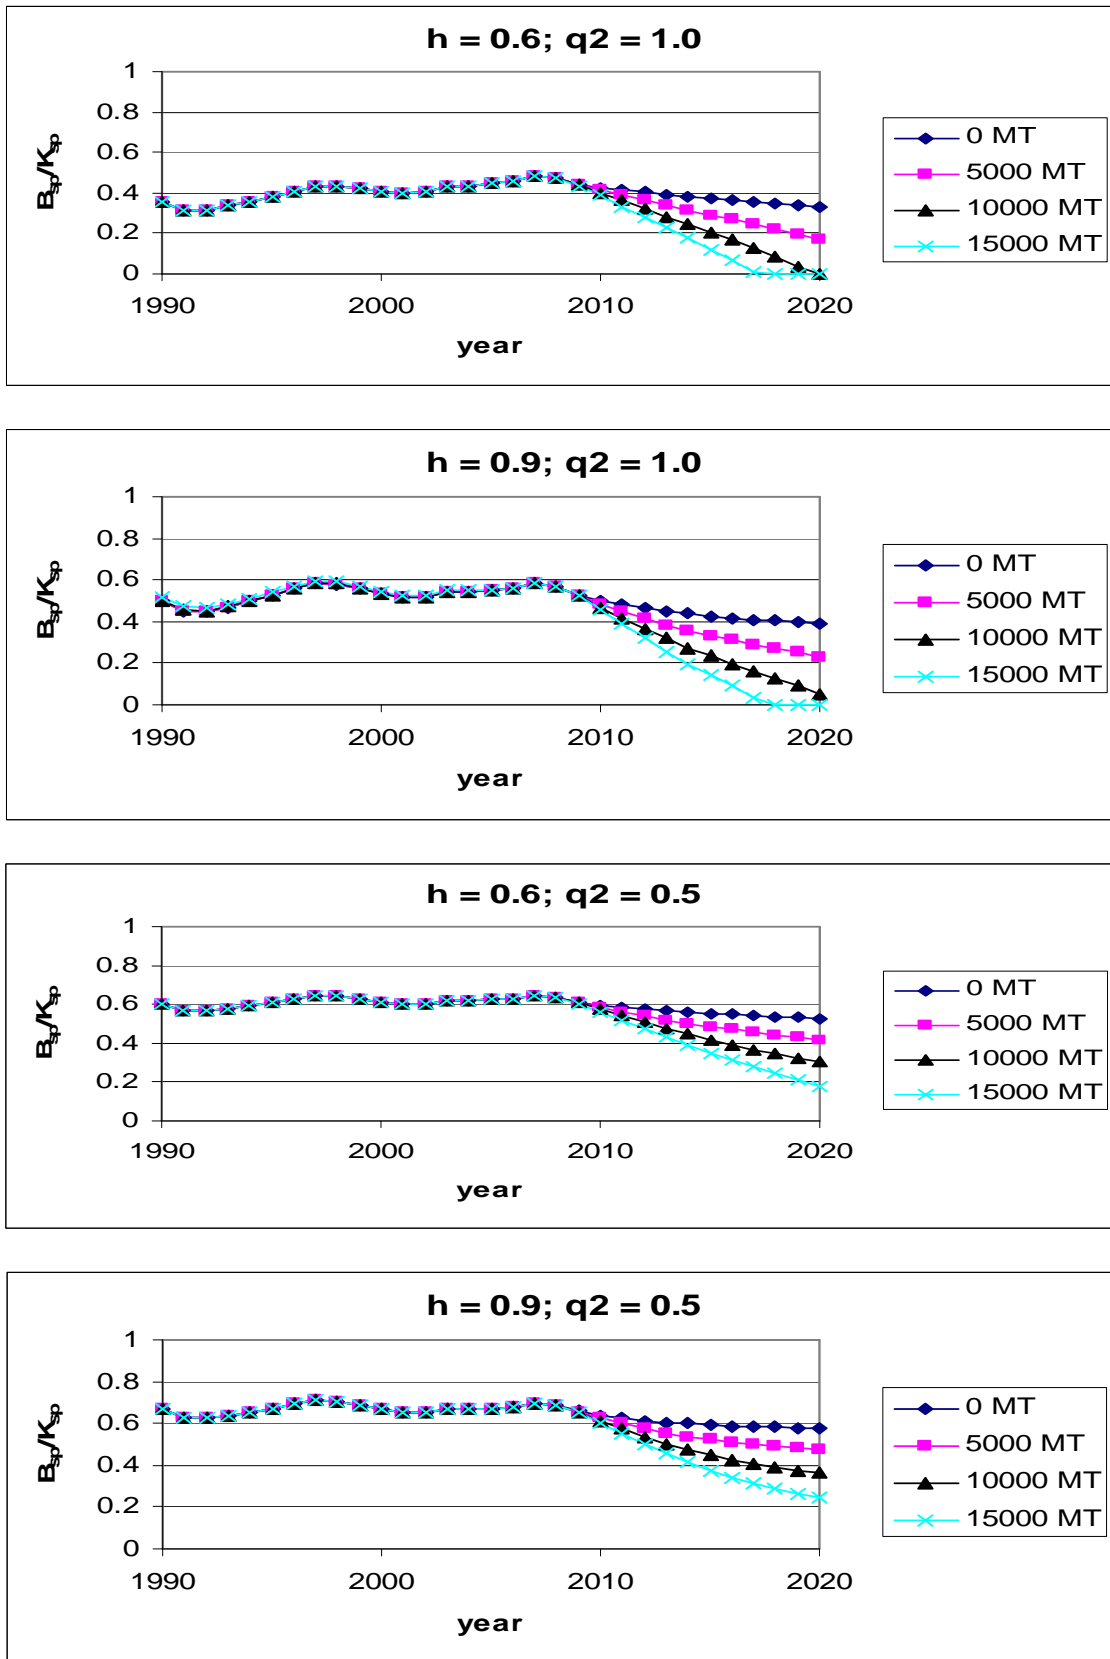 h = 0.6; q2 = 1.0
Bsp/Ksp
1
0.8
0.6
0.4
0.2
0
1990 2000 2010 2020
year
0 MT
5000 MT
10000 MT
15000 MT
h = 0.9; q2 = 1.0
Bsp/Ksp
1
0.8
0.6
0.4
0.2
0
1990 2000 2010 2020
year
0 MT
5000 MT
10000 MT
15000 MT
h = 0.6; q2 = 0.5
Bsp/Ksp
1
0.8
0.6
0.4
0.2
0
1990 2000 2010 2020
year
0 MT
5000 MT
10000 MT
15000 MT
h = 0.9; q2 = 0.5
Bsp/Ksp
1
0.8
0.6
0.4
0.2
0
1990 2000 2010 2020
year
0 MT
5000 MT
10000 MT
15000 MT